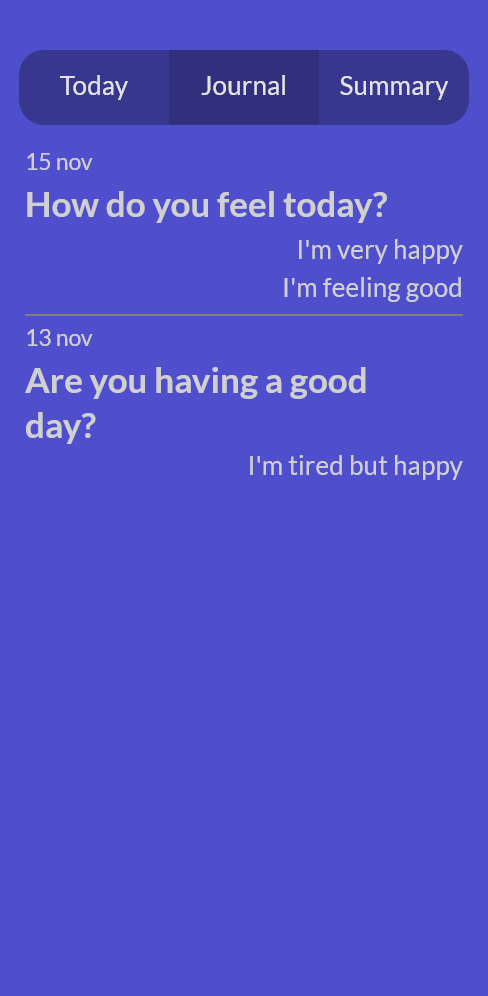 Today Journal Summary
15 nov
How do you feel today?
I'm very happy
I'm feeling good
13 nov
Are you having a good
day?
I'm tired but happy